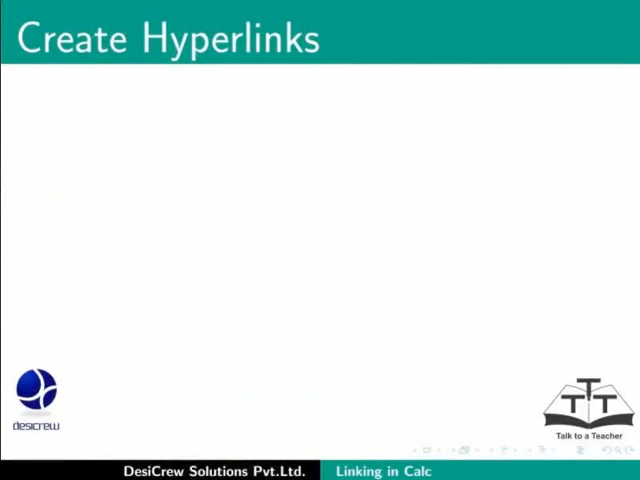 Create Hyperlinks
desicrew
T T T
Talk to a Teacher
DesiCrew Solutions Pvt.Ltd.
Linking in Calc